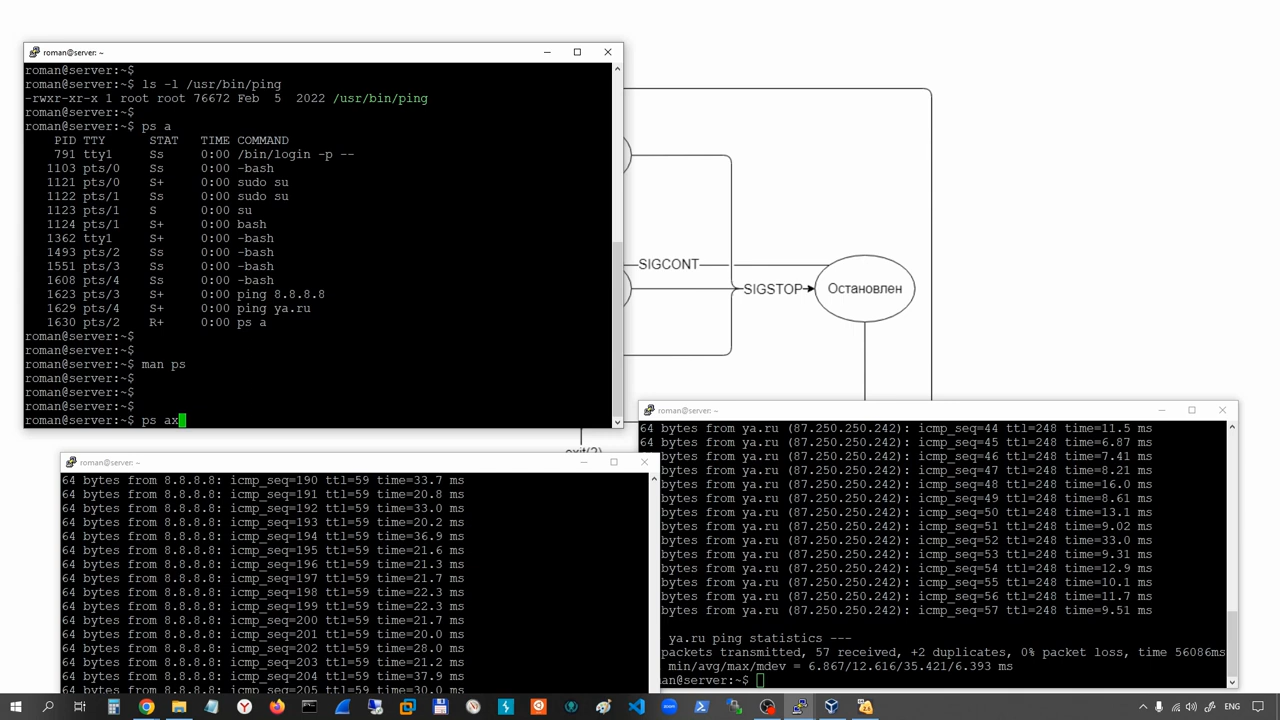 roman@server: ~
roman@server:~$
roman@server:~$ ls -l /usr/bin/ping
-rwxr-xr-x 1 root root 76672 Feb  5  2022 /usr/bin/ping
roman@server:~$
roman@server:~$ ps a
    PID TTY      STAT   TIME COMMAND
    791 tty1     Ss     0:00 /bin/login -p --
   1103 pts/0    Ss     0:00 -bash
   1121 pts/0    S+     0:00 sudo su
   1122 pts/1    Ss     0:00 sudo su
   1123 pts/1    S      0:00 su
   1124 pts/1    S+     0:00 bash
   1362 tty1     S+     0:00 -bash
   1493 pts/2    Ss     0:00 -bash
   1551 pts/3    Ss     0:00 -bash
   1608 pts/4    Ss     0:00 -bash
   1623 pts/3    S+     0:00 ping 8.8.8.8
   1629 pts/4    S+     0:00 ping ya.ru
   1630 pts/2    R+     0:00 ps a
roman@server:~$
roman@server:~$
roman@server:~$ man ps
roman@server:~$
roman@server:~$
roman@server:~$
roman@server:~$ ps ax
SIGCONT
SIGSTOP
Остановлен
exit(2)
roman@server: ~
64 bytes from ya.ru (87.250.250.242): icmp_seq=44 ttl=248 time=11.5 ms
64 bytes from ya.ru (87.250.250.242): icmp_seq=45 ttl=248 time=6.87 ms
bytes from ya.ru (87.250.250.242): icmp_seq=46 ttl=248 time=7.41 ms
bytes from ya.ru (87.250.250.242): icmp_seq=47 ttl=248 time=8.21 ms
bytes from ya.ru (87.250.250.242): icmp_seq=48 ttl=248 time=16.0 ms
bytes from ya.ru (87.250.250.242): icmp_seq=49 ttl=248 time=8.61 ms
bytes from ya.ru (87.250.250.242): icmp_seq=50 ttl=248 time=13.1 ms
bytes from ya.ru (87.250.250.242): icmp_seq=51 ttl=248 time=9.02 ms
bytes from ya.ru (87.250.250.242): icmp_seq=52 ttl=248 time=33.0 ms
bytes from ya.ru (87.250.250.242): icmp_seq=53 ttl=248 time=9.31 ms
bytes from ya.ru (87.250.250.242): icmp_seq=54 ttl=248 time=12.9 ms
bytes from ya.ru (87.250.250.242): icmp_seq=55 ttl=248 time=10.1 ms
bytes from ya.ru (87.250.250.242): icmp_seq=56 ttl=248 time=11.7 ms
bytes from ya.ru (87.250.250.242): icmp_seq=57 ttl=248 time=9.51 ms
ya.ru ping statistics ---
packets transmitted, 57 received, +2 duplicates, 0% packet loss, time 56086ms
min/avg/max/mdev = 6.867/12.616/35.421/6.393 ms
man@server:~$
roman@server: ~
64 bytes from 8.8.8.8: icmp_seq=190 ttl=59 time=33.7 ms
64 bytes from 8.8.8.8: icmp_seq=191 ttl=59 time=20.8 ms
64 bytes from 8.8.8.8: icmp_seq=192 ttl=59 time=33.0 ms
64 bytes from 8.8.8.8: icmp_seq=193 ttl=59 time=20.2 ms
64 bytes from 8.8.8.8: icmp_seq=194 ttl=59 time=36.9 ms
64 bytes from 8.8.8.8: icmp_seq=195 ttl=59 time=21.6 ms
64 bytes from 8.8.8.8: icmp_seq=196 ttl=59 time=21.3 ms
64 bytes from 8.8.8.8: icmp_seq=197 ttl=59 time=21.7 ms
64 bytes from 8.8.8.8: icmp_seq=198 ttl=59 time=22.3 ms
64 bytes from 8.8.8.8: icmp_seq=199 ttl=59 time=22.3 ms
64 bytes from 8.8.8.8: icmp_seq=200 ttl=59 time=21.7 ms
64 bytes from 8.8.8.8: icmp_seq=201 ttl=59 time=20.0 ms
64 bytes from 8.8.8.8: icmp_seq=202 ttl=59 time=28.0 ms
64 bytes from 8.8.8.8: icmp_seq=203 ttl=59 time=21.2 ms
64 bytes from 8.8.8.8: icmp_seq=204 ttl=59 time=37.9 ms
64 bytes from 8.8.8.8: icmp_seq=205 ttl=59 time=30.0 ms